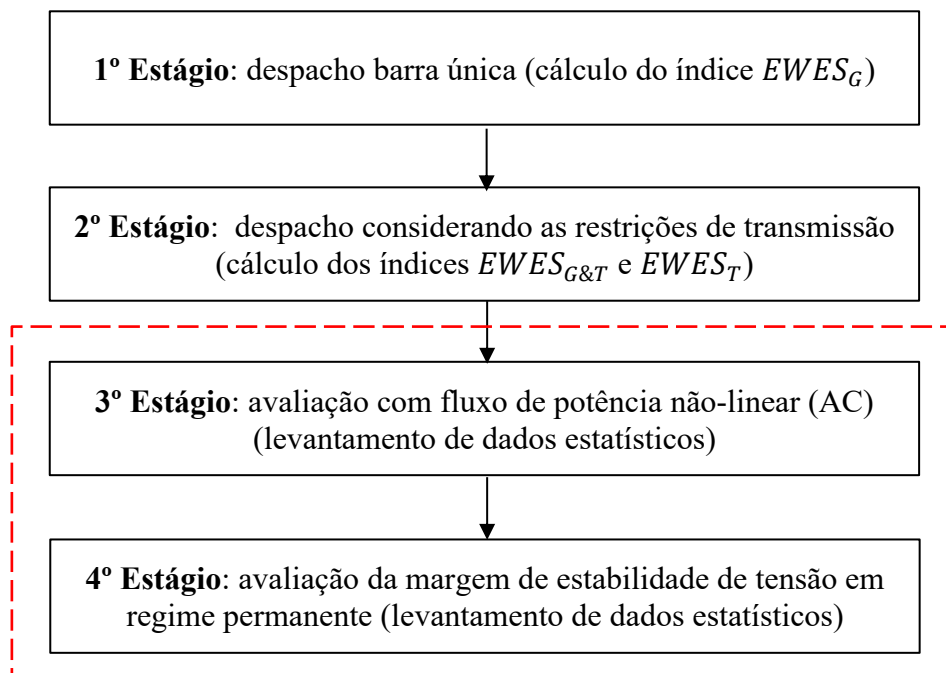 1º Estágio: despacho barra única (cálculo do índice EWES_G)
2º Estágio: despacho considerando as restrições de transmissão
(cálculo dos índices EWES_{G&T} e EWES_T)
3º Estágio: avaliação com fluxo de potência não-linear (AC)
(levantamento de dados estatísticos)
4º Estágio: avaliação da margem de estabilidade de tensão em
regime permanente (levantamento de dados estatísticos)